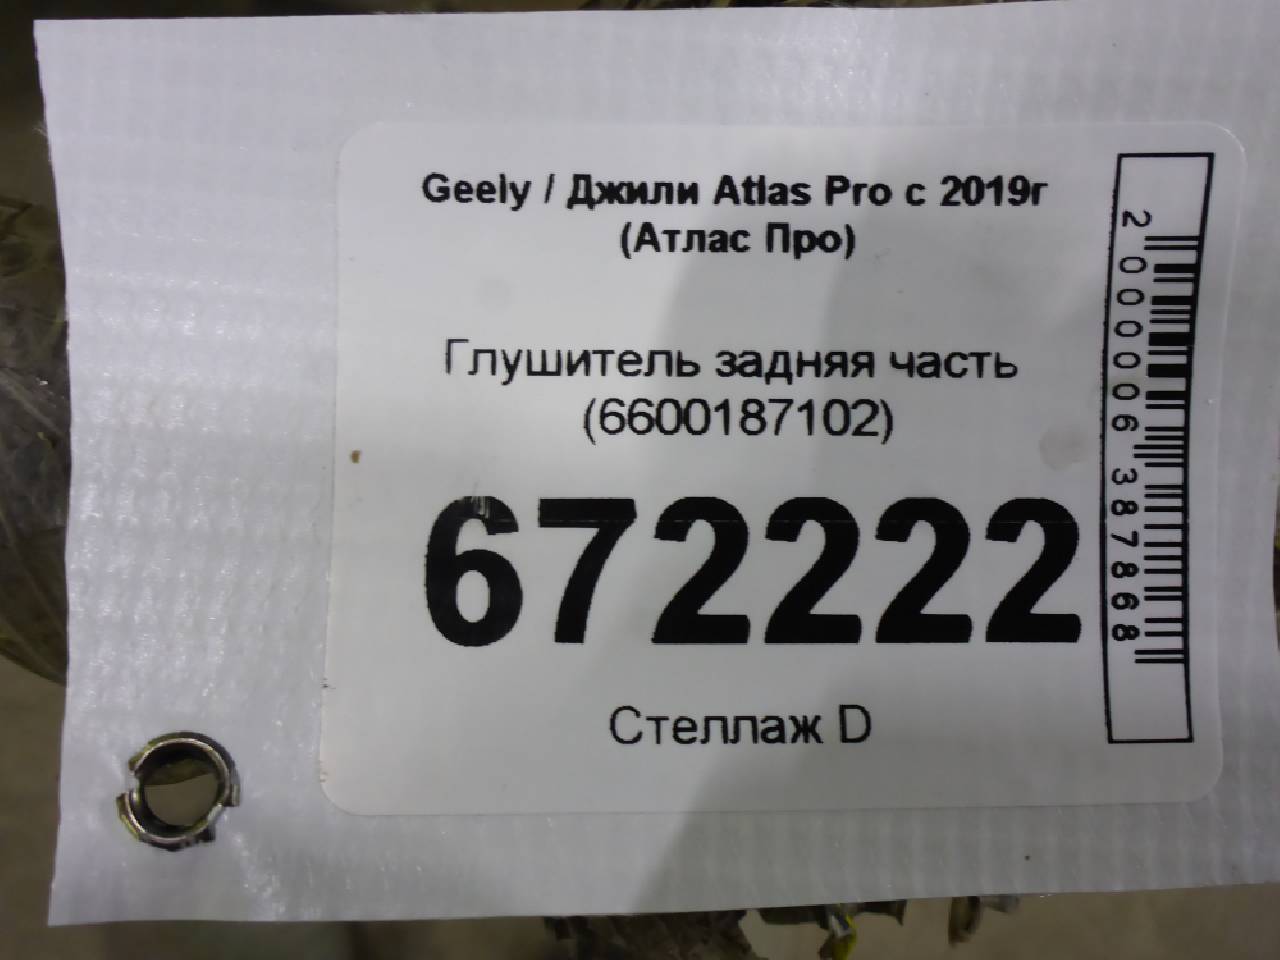 Geely / Джили Atlas Pro с 2019г
(Атлас Про)
Глушитель задняя часть
(6600187102)
672222
Стеллаж D
2000006387868